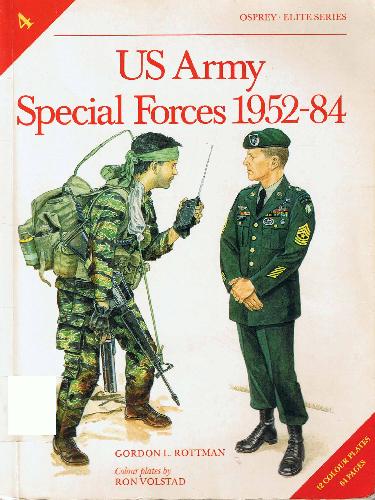 4
OSPREY · ELITE SERIES
US Army
Special Forces 1952-84
GORDON L. ROTTMAN
Colour plates by
RON VOLSTAD
12 COLOUR PLATES
64 PAGES